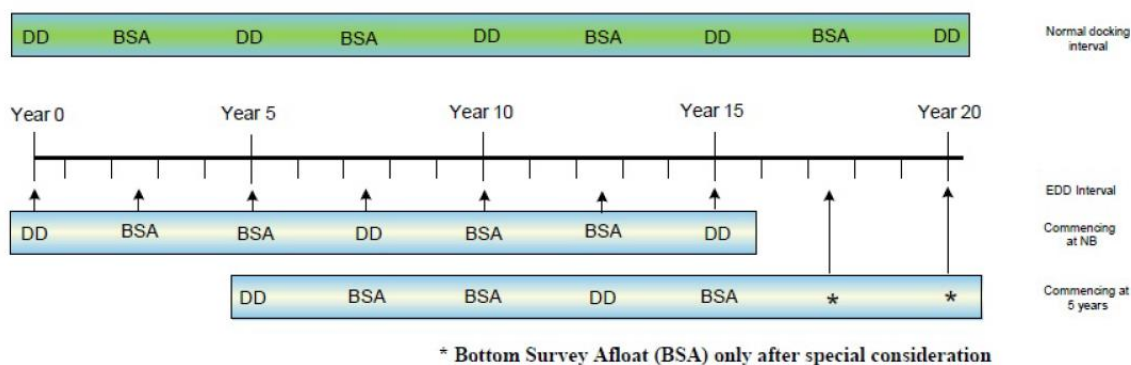 DD BSA DD BSA DD BSA DD BSA DD
Normal docking
interval
Year 0 Year 5 Year 10 Year 15 Year 20
EDD Interval
DD BSA BSA DD BSA BSA DD
Commencing
at NB
DD BSA BSA DD BSA * *
Commencing at
5 years
* Bottom Survey Afloat (BSA) only after special consideration